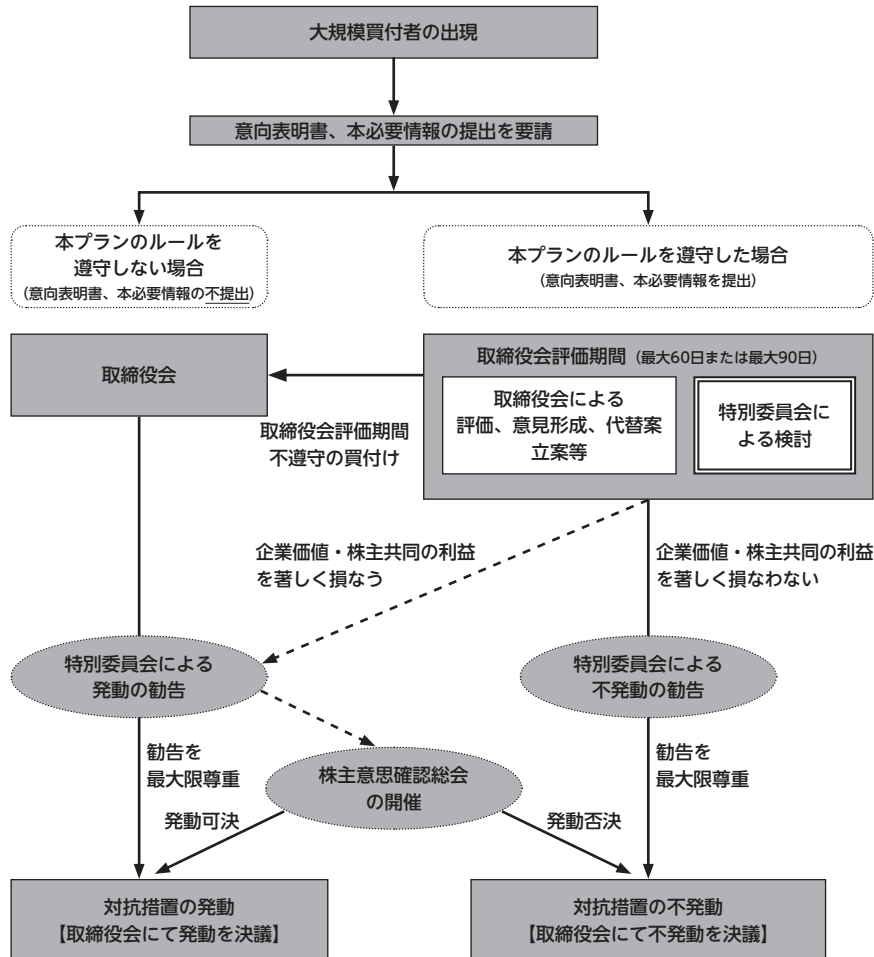 大規模買付者の出現
意向表明書、本必要情報の提出を要請
本プランのルールを
遵守しない場合
（意向表明書、本必要情報の不提出）
本プランのルールを遵守した場合
（意向表明書、本必要情報を提出）
取締役会
取締役会評価期間（最大60日または最大90日）
取締役会による
評価、意見形成、代替案
立案等
特別委員会に
よる検討
取締役会評価期間
不遵守の買付け
企業価値・株主共同の利益
を著しく損なう
企業価値・株主共同の利益
を著しく損なわない
特別委員会による
発動の勧告
特別委員会による
不発動の勧告
勧告を
最大限尊重
株主意思確認総会
の開催
勧告を
最大限尊重
発動可決
発動否決
対抗措置の発動
【取締役会にて発動を決議】
対抗措置の不発動
【取締役会にて不発動を決議】